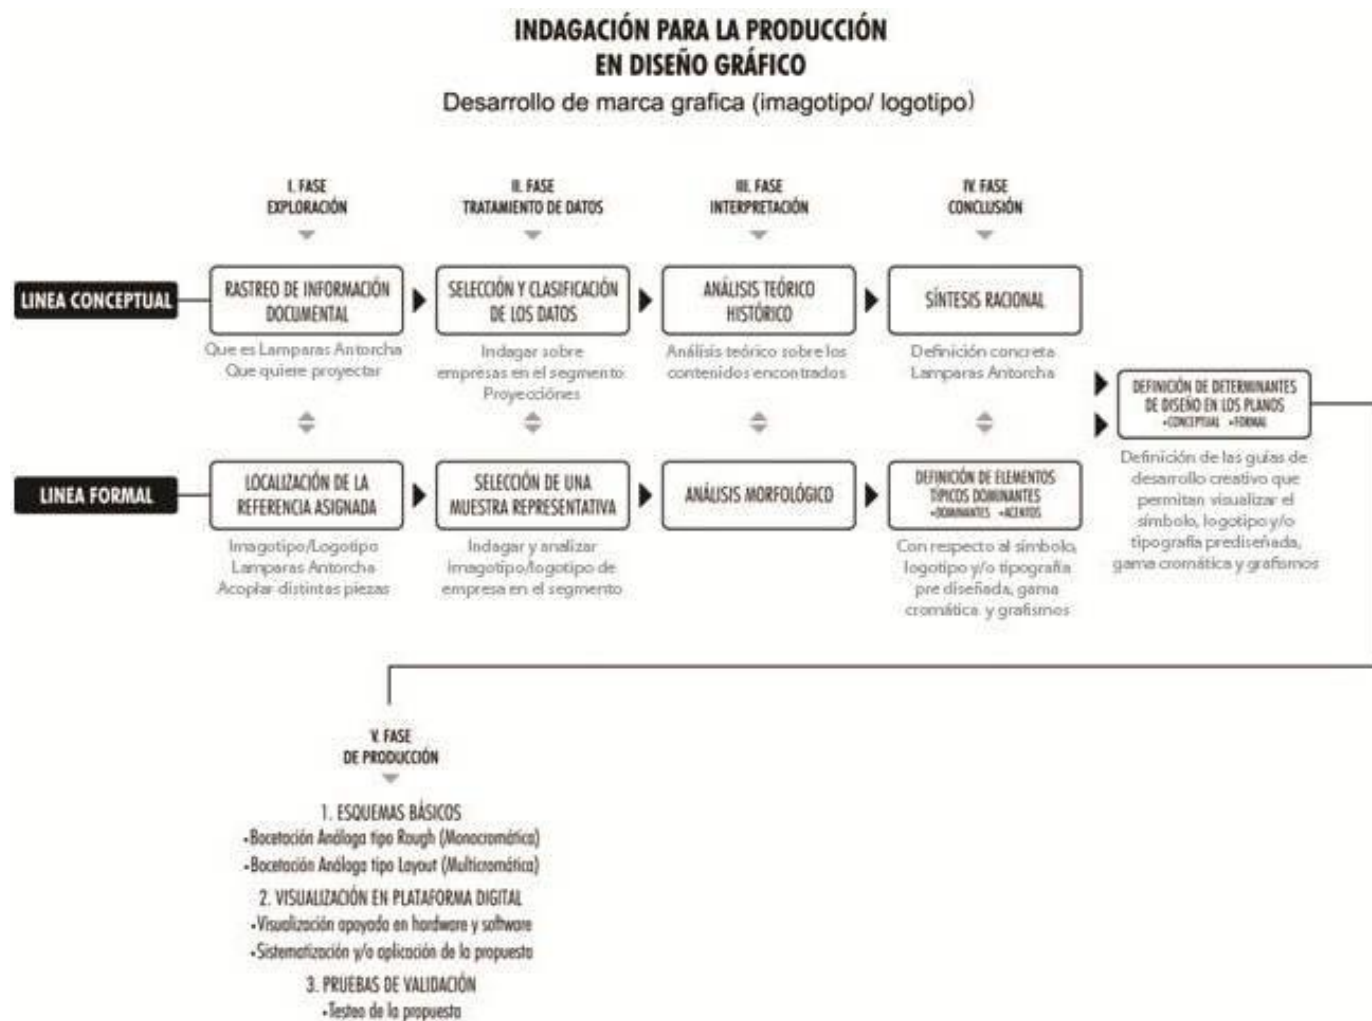 INDAGACIÓN PARA LA PRODUCCIÓN
EN DISEÑO GRÁFICO
Desarrollo de marca grafica (imagotipo/ logotipo)
I. FASE
EXPLORACIÓN
II. FASE
TRATAMIENTO DE DATOS
III. FASE
INTERPRETACIÓN
IV. FASE
CONCLUSIÓN
LINEA CONCEPTUAL
RASTREO DE INFORMACIÓN
DOCUMENTAL
Que es Lamparas Antorcha
Que quiere proyectar
SELECCIÓN Y CLASIFICACIÓN
DE LOS DATOS
Indagar sobre
empresas en el segmento
Proyecciónes
ANÁLISIS TEÓRICO
HISTÓRICO
Análisis teórico sobre los
contenidos encontrados
SÍNTESIS RACIONAL
Definición concreta
Lamparas Antorcha
LINEA FORMAL
LOCALIZACIÓN DE LA
REFERENCIA ASIGNADA
Imagotipo/Logotipo
Lamparas Antorcha
Acoplar distintas piezas
SELECCIÓN DE UNA
MUESTRA REPRESENTATIVA
Indagar y analizar
imagotipo/logotipo de
empresa en el segmento
ANÁLISIS MORFOLÓGICO
DEFINICIÓN DE ELEMENTOS
TÍPICOS DOMINANTES
•DOMINANTES •ACENTOS
Con respecto al símbolo,
logotipo y/o tipografía
pre diseñada, gama
cromática y grafismos
DEFINICIÓN DE DETERMINANTES
DE DISEÑO EN LOS PLANOS
•CONCEPTUAL •FORMAL
Definición de las guías de
desarrollo creativo que
permitan visualizar el
símbolo, logotipo y/o
tipografía prediseñada,
gama cromática y grafismos
V. FASE
DE PRODUCCIÓN
1. ESQUEMAS BÁSICOS
•Bocetación Análoga tipo Rough (Monocromática)
•Bocetación Análoga tipo Layout (Multicromática)
2. VISUALIZACIÓN EN PLATAFORMA DIGITAL
•Visualización apoyada en hardware y software
•Sistematización y/o aplicación de la propuesta
3. PRUEBAS DE VALIDACIÓN
•Testeo de la propuesta